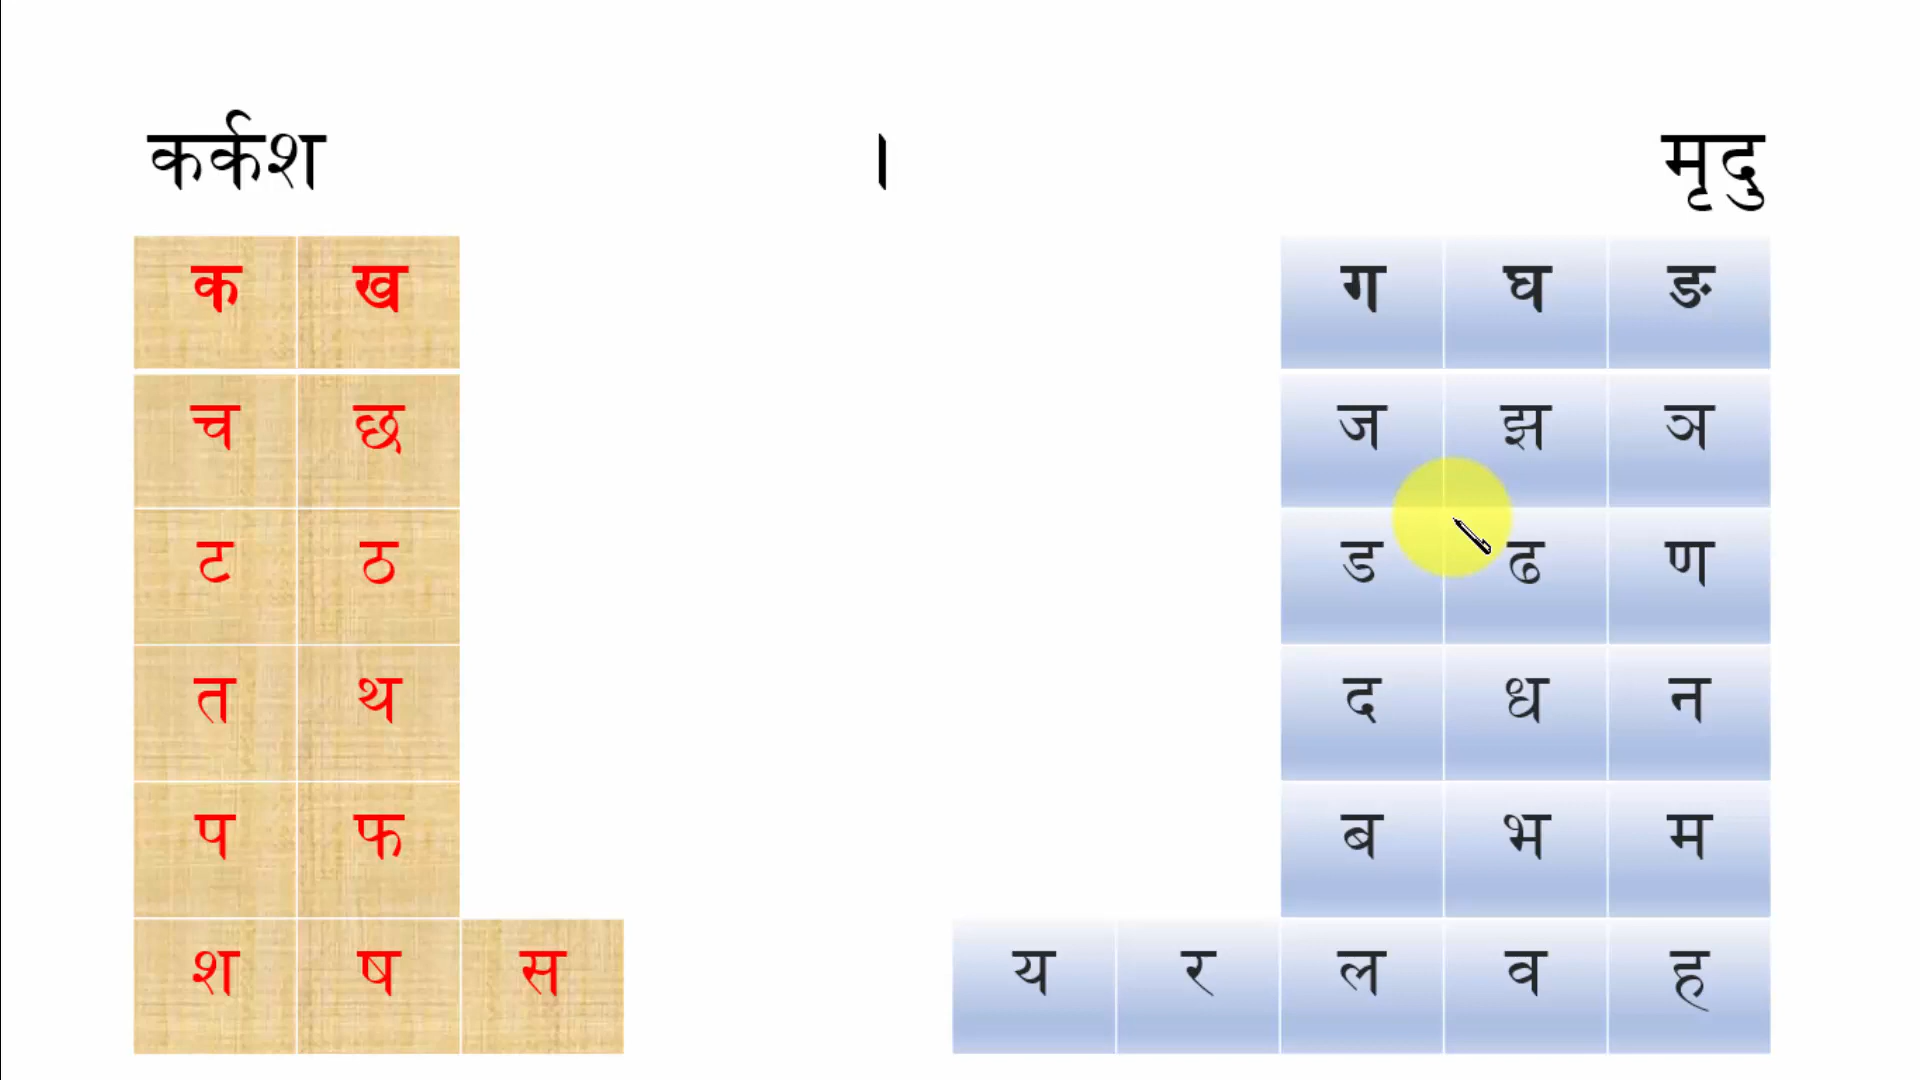 कर्कश । मृदु
क ख ग घ ङ
च छ ज झ ञ
ट ठ ड ढ ण
त थ द ध न
प फ ब भ म
श ष स य र ल व ह